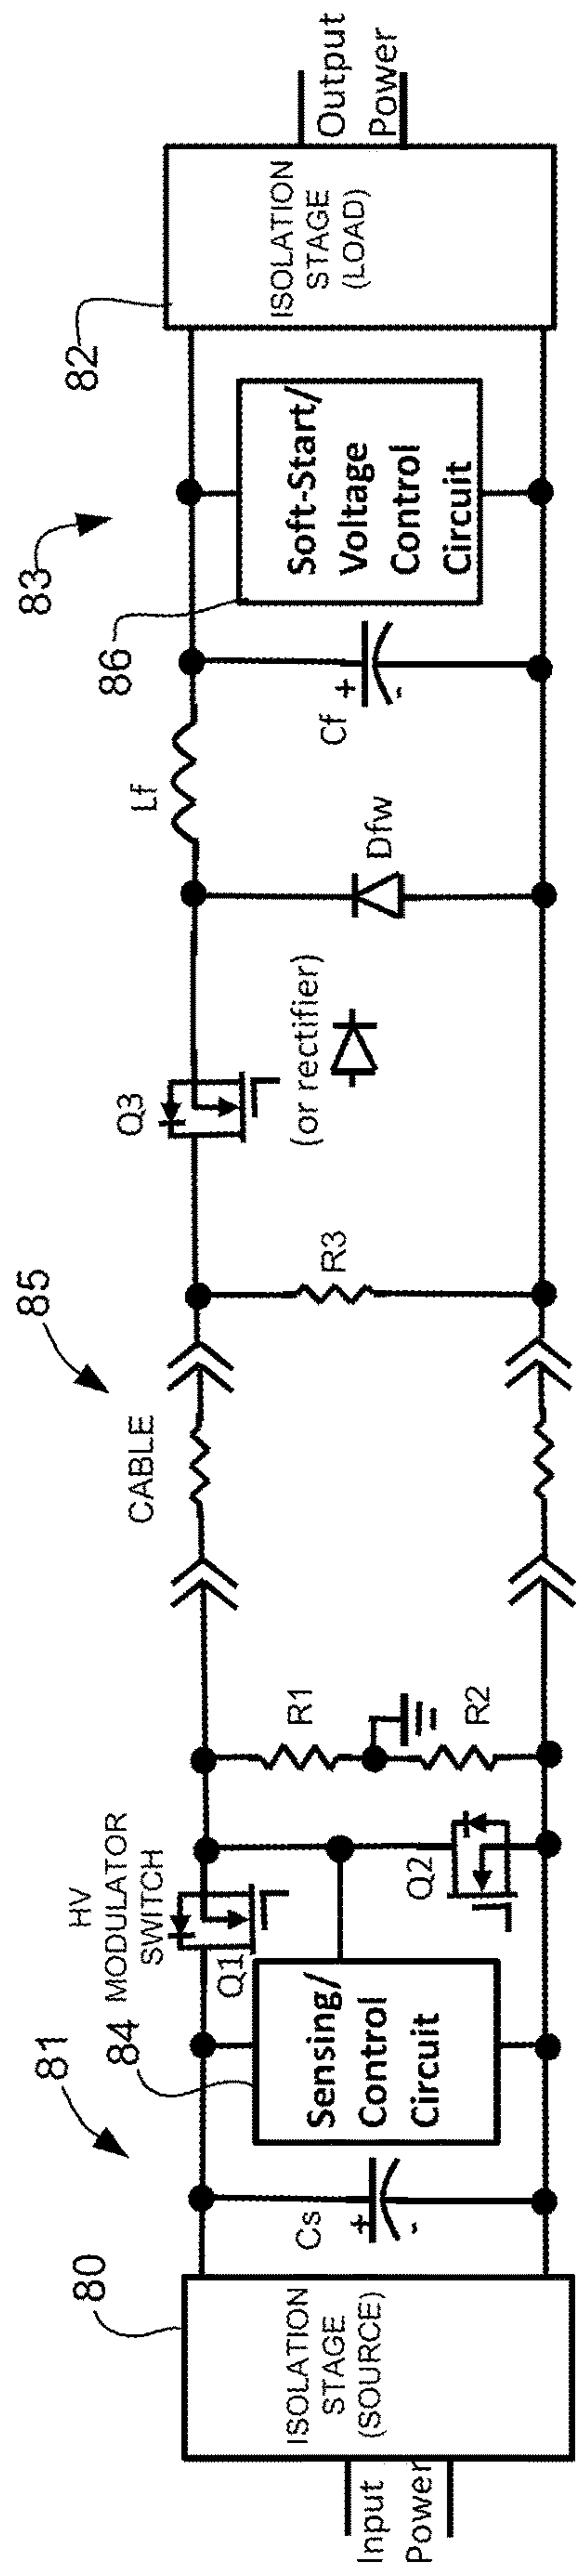 Input
Power
ISOLATION
STAGE
(SOURCE)
80
81
Cs
+
-
84
Sensing/
Control
Circuit
HV
MODULATOR
SWITCH
Q1
Q2
R1
R2
CABLE
85
R3
Q3
(or rectifier)
Dfw
Lf
Cf
+
-
83
86
Soft-Start/
Voltage
Control
Circuit
82
ISOLATION
STAGE
(LOAD)
Output
Power